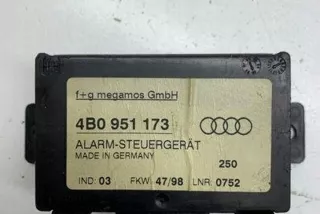 f+g megamos GmbH
4B0 951 173
ALARM-STEUERGERÄT
MADE IN GERMANY
250
IND: 03 FKW 47/98 LNR: 0752